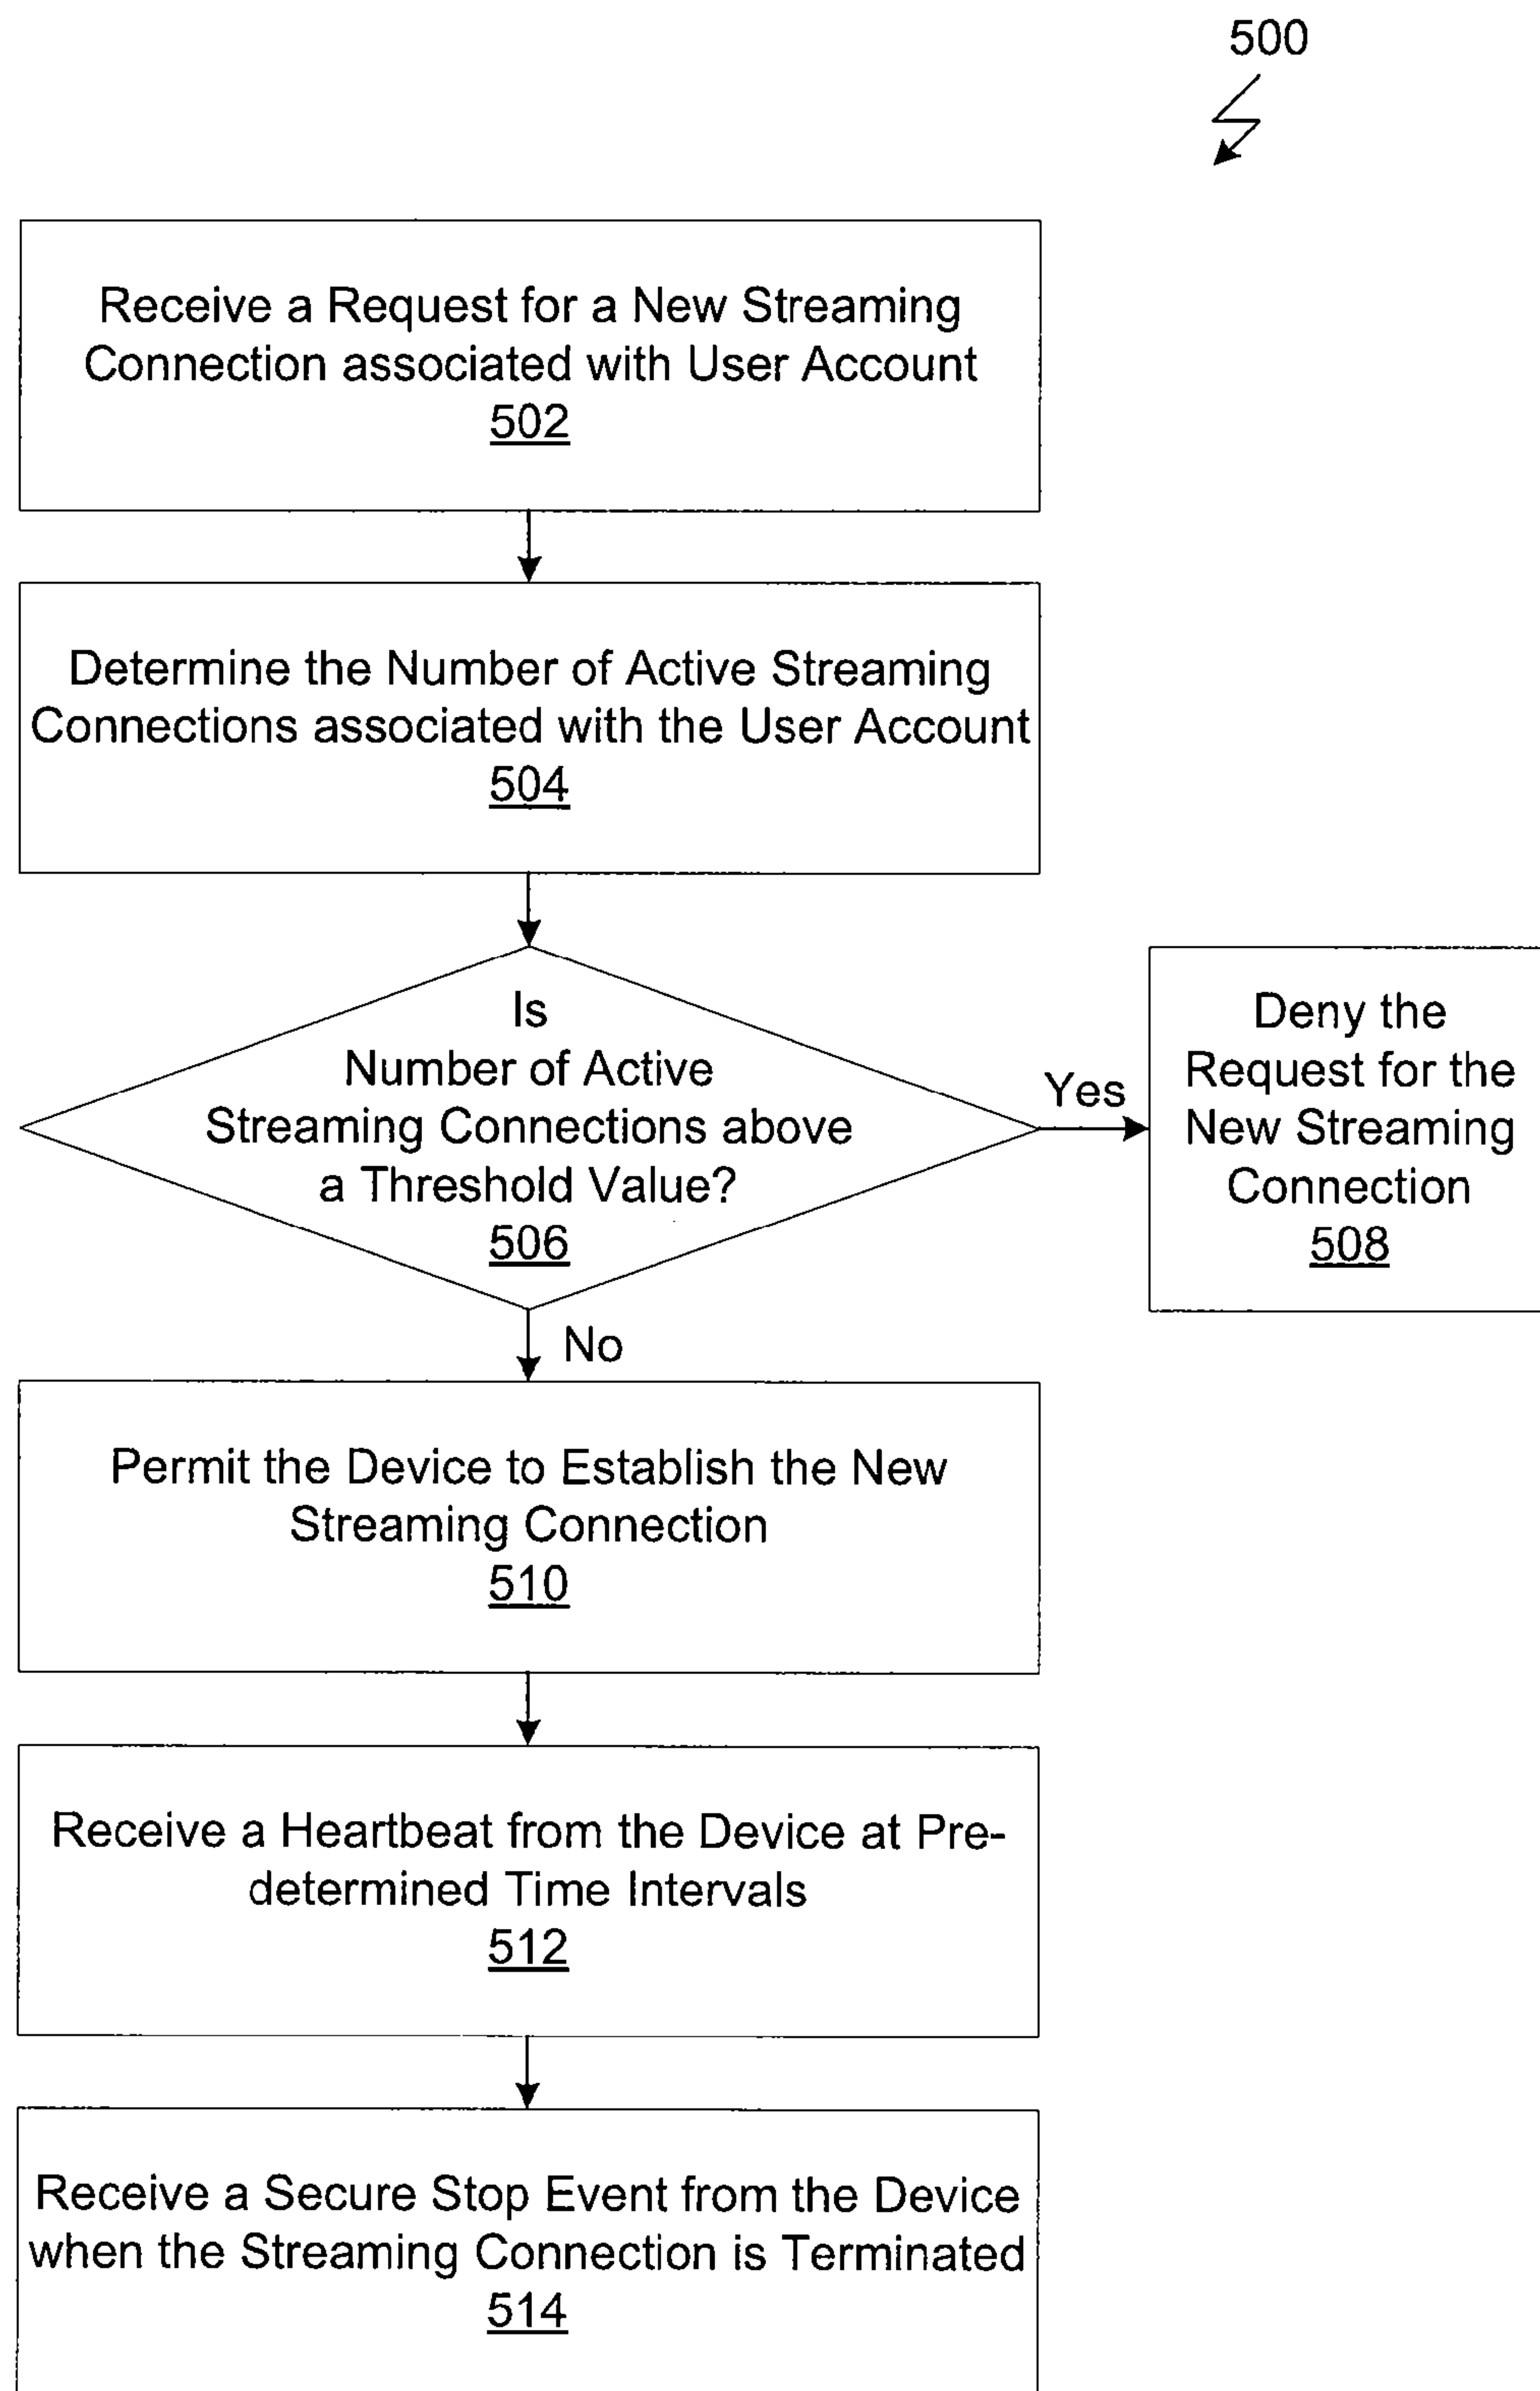 500
Receive a Request for a New Streaming
Connection associated with User Account
502
Determine the Number of Active Streaming
Connections associated with the User Account
504
Is
Number of Active
Streaming Connections above
a Threshold Value?
506
Yes
Deny the
Request for the
New Streaming
Connection
508
No
Permit the Device to Establish the New
Streaming Connection
510
Receive a Heartbeat from the Device at Pre-
determined Time Intervals
512
Receive a Secure Stop Event from the Device
when the Streaming Connection is Terminated
514